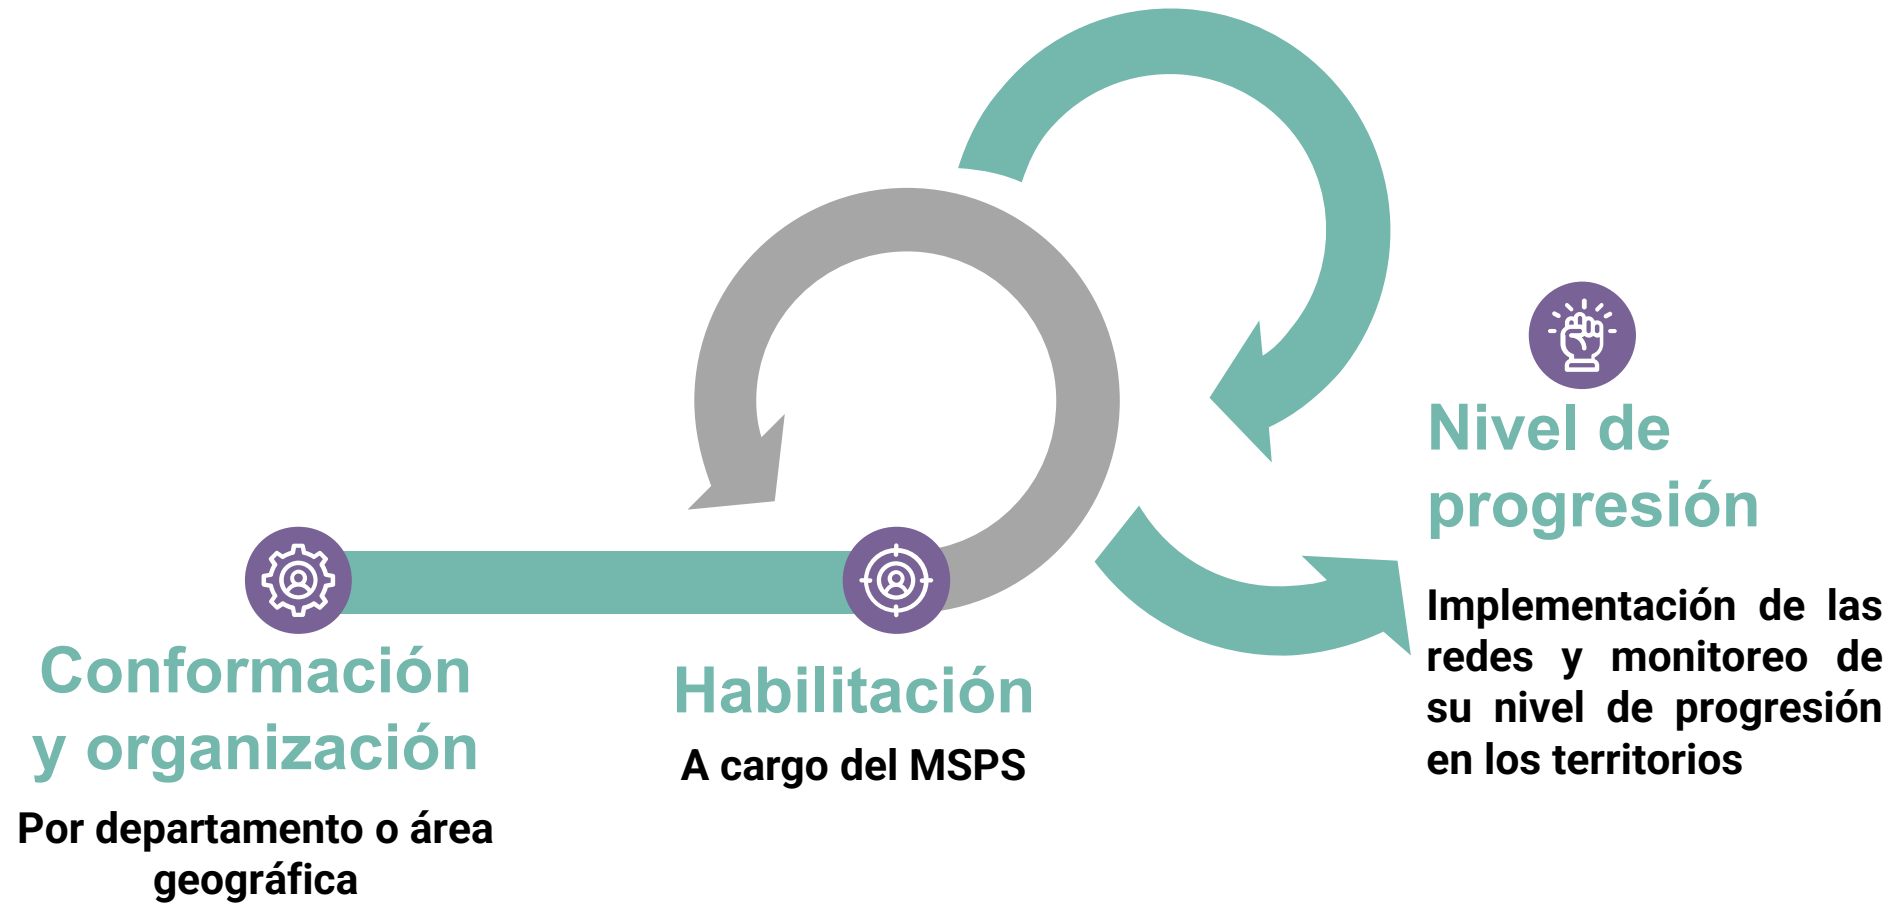 Conformación
y organización
Por departamento o área
geográfica
Habilitación
A cargo del MSPS
Nivel de
progresión
Implementación de las
redes y monitoreo de
su nivel de progresión
en los territorios